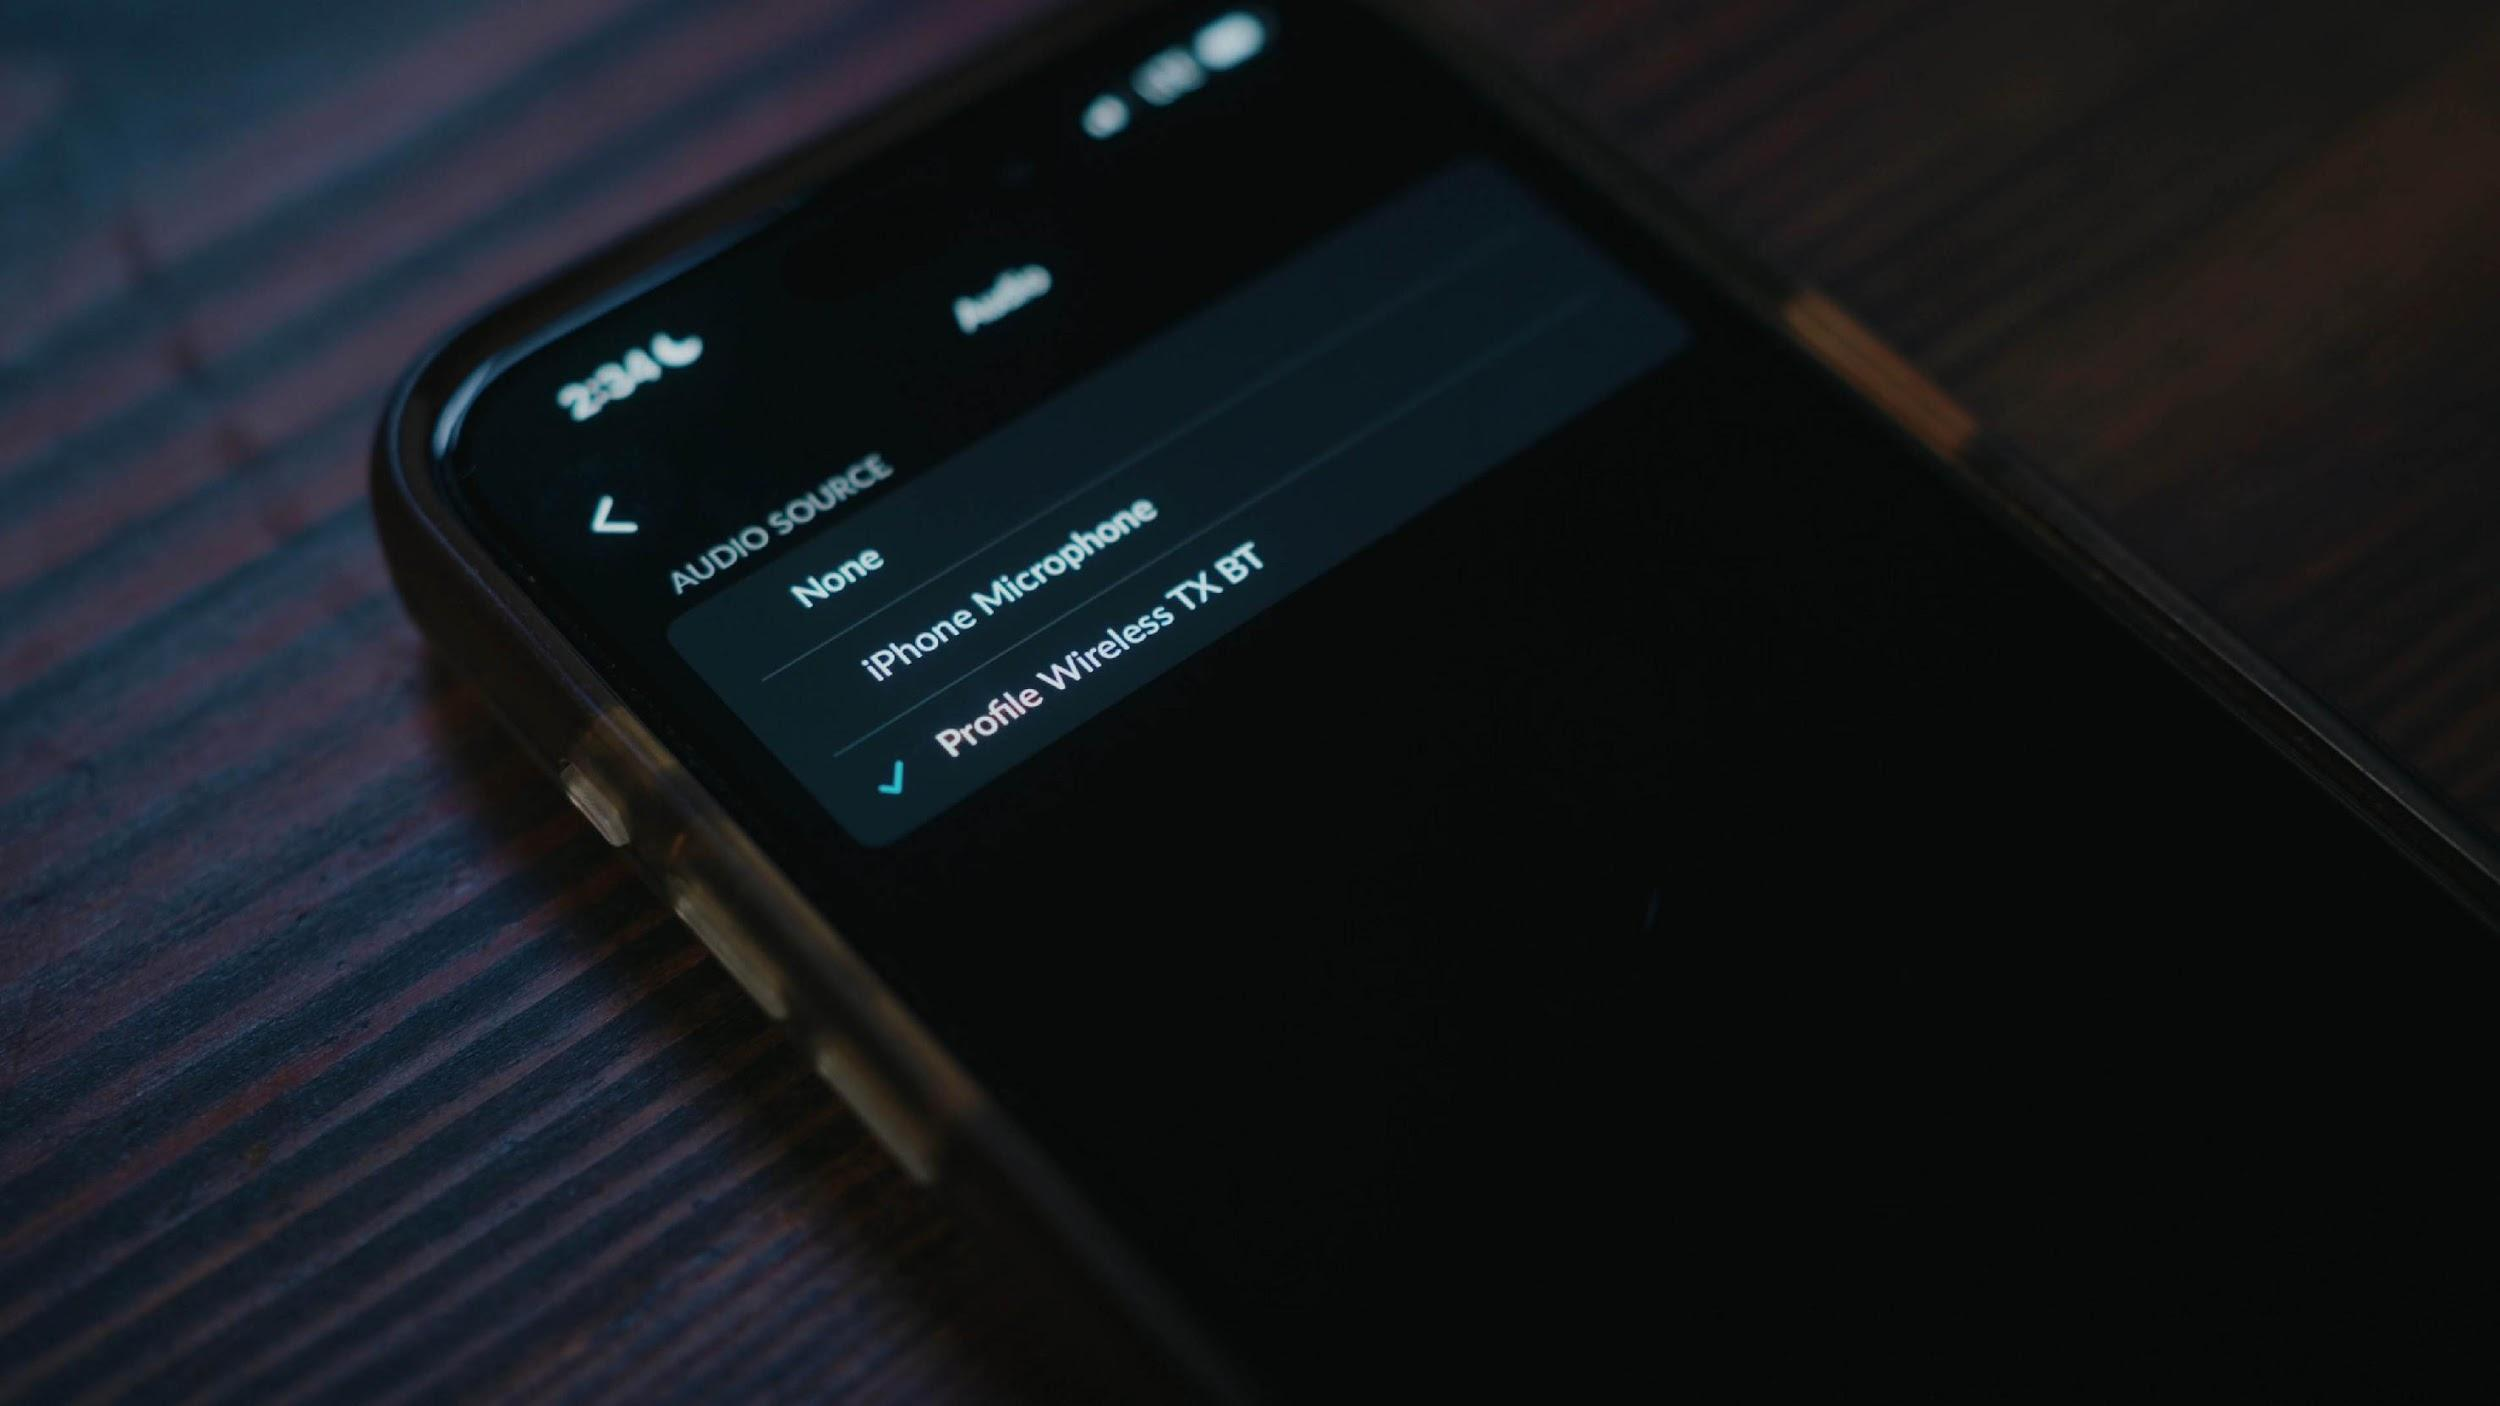 2:34
Audio
AUDIO SOURCE
None
iPhone Microphone
Profile Wireless TX BT